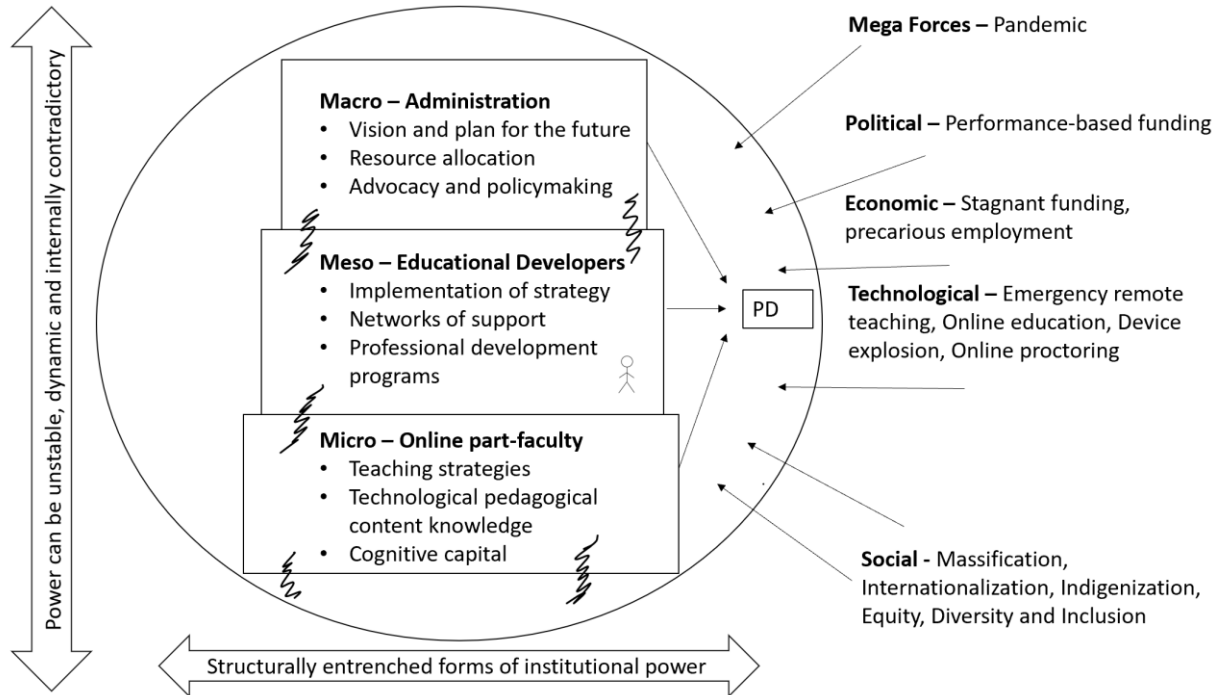 Power can be unstable, dynamic and internally contradictory
Macro – Administration
• Vision and plan for the future
• Resource allocation
• Advocacy and policymaking
Meso – Educational Developers
• Implementation of strategy
• Networks of support
• Professional development
programs
Micro – Online part-faculty
• Teaching strategies
• Technological pedagogical
content knowledge
• Cognitive capital
PD
Mega Forces – Pandemic
Political – Performance-based funding
Economic – Stagnant funding,
precarious employment
Technological – Emergency remote
teaching, Online education, Device
explosion, Online proctoring
Social - Massification,
Internationalization, Indigenization,
Equity, Diversity and Inclusion
Structurally entrenched forms of institutional power